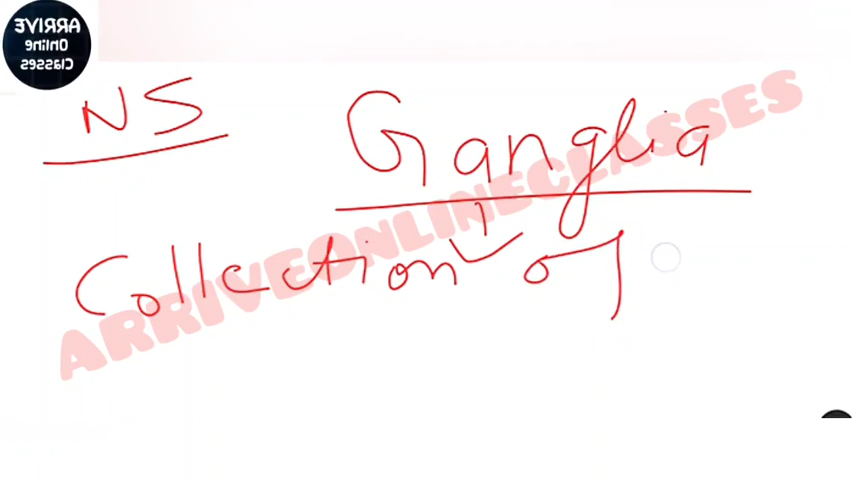 ARRIVE
Online
Classes
NS
Ganglia
Collection of
ARRIVEONLINECLASSES